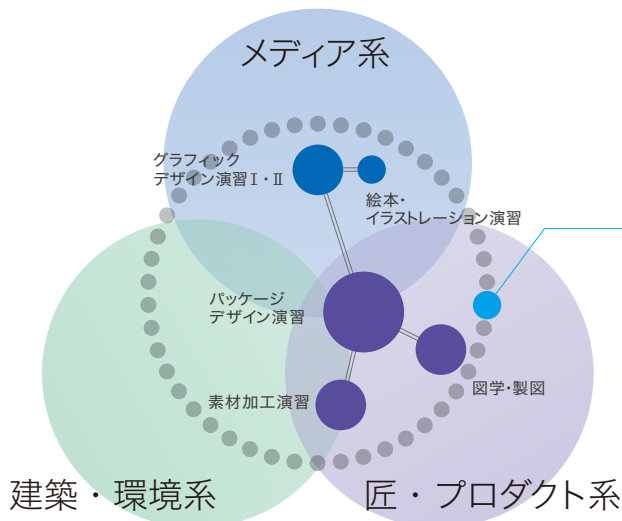 メディア系
グラフィック
デザイン演習Ⅰ・Ⅱ
絵本・
イラストレーション演習
パッケージ
デザイン演習
図学・製図
素材加工演習
建築・環境系
匠・プロダクト系